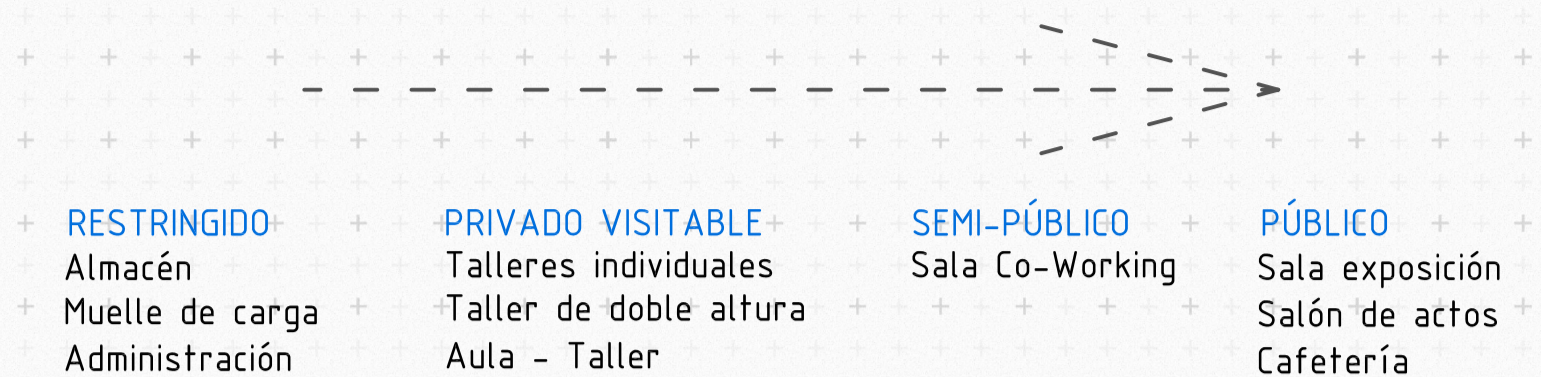 RESTRINGIDO
Almacén
Muelle de carga
Administración
PRIVADO VISITABLE
Talleres individuales
Taller de doble altura
Aula - Taller
SEMI-PÚBLICO
Sala Co-Working
PÚBLICO
Sala exposición
Salón de actos
Cafetería